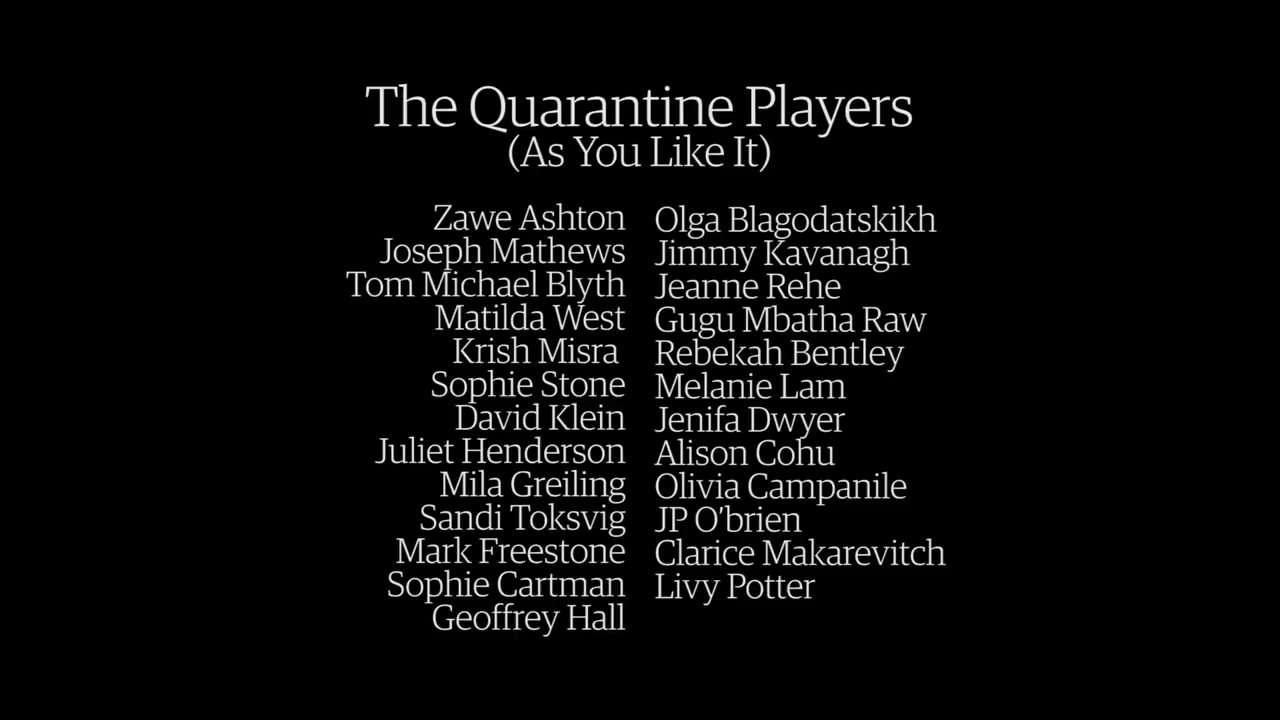 The Quarantine Players
(As You Like It)
Zawe Ashton
Joseph Mathews
Tom Michael Blyth
Matilda West
Krish Misra
Sophie Stone
David Klein
Juliet Henderson
Mila Greiling
Sandi Toksvig
Mark Freestone
Sophie Cartman
Geoffrey Hall
Olga Blagodatskikh
Jimmy Kavanagh
Jeanne Rehe
Gugu Mbatha Raw
Rebekah Bentley
Melanie Lam
Jenifa Dwyer
Alison Cohu
Olivia Campanile
JP O’brien
Clarice Makarevitch
Livy Potter